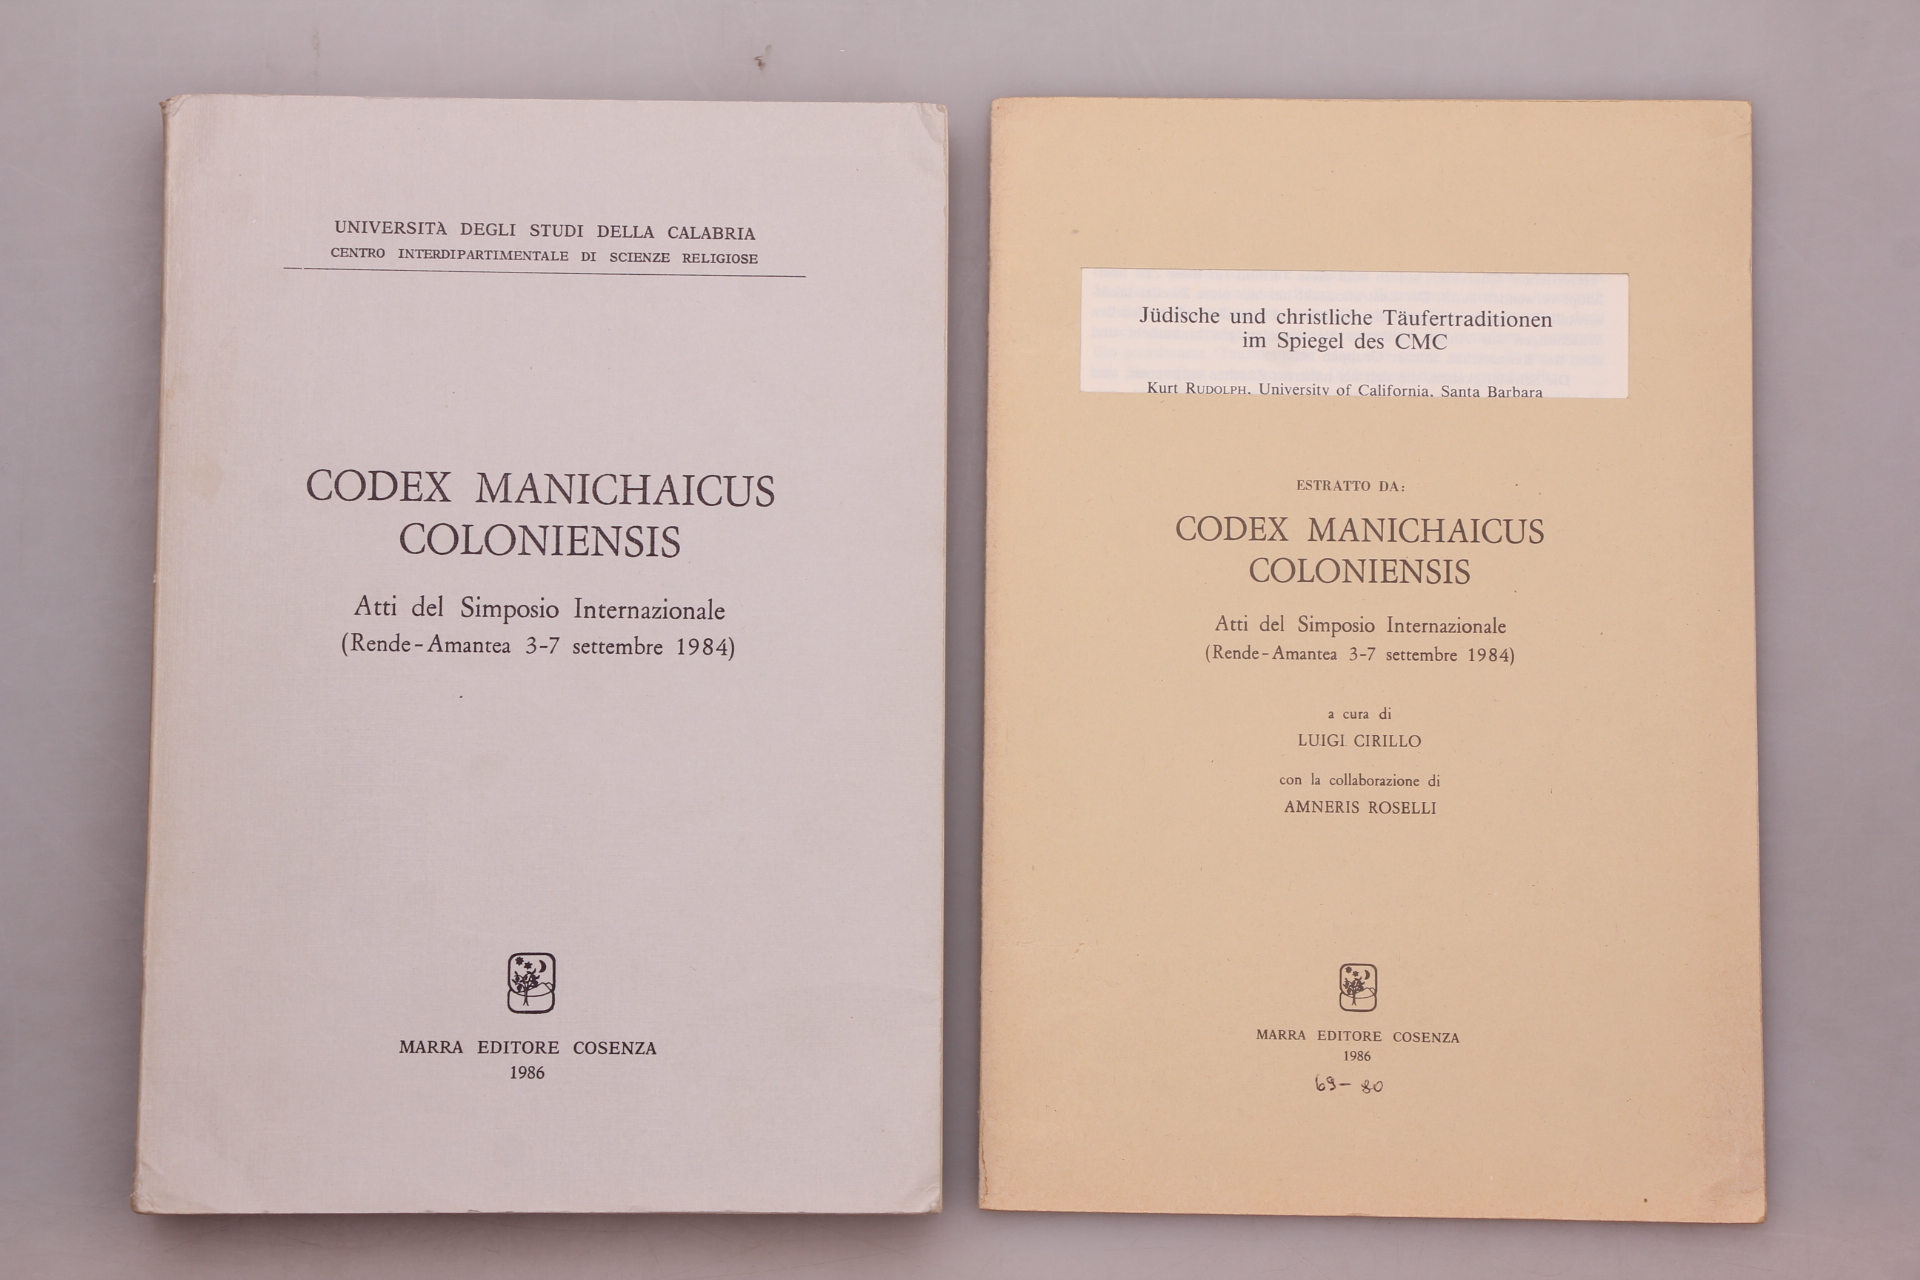 UNIVERSITÀ DEGLI STUDI DELLA CALABRIA
CENTRO INTERDIPARTIMENTALE DI SCIENZE RELIGIOSE
CODEX MANICHAICUS
COLONIENSIS
Atti del Simposio Internazionale
(Rende-Amantea 3-7 settembre 1984)
MARRA EDITORE COSENZA
1986
Jüdische und christliche Täufertraditionen
im Spiegel des CMC
Kurt RUDOLPH, University of California, Santa Barbara
ESTRATTO DA:
CODEX MANICHAICUS
COLONIENSIS
Atti del Simposio Internazionale
(Rende-Amantea 3-7 settembre 1984)
a cura di
LUIGI CIRILLO
con la collaborazione di
AMNERIS ROSELLI
MARRA EDITORE COSENZA
1986
69-80